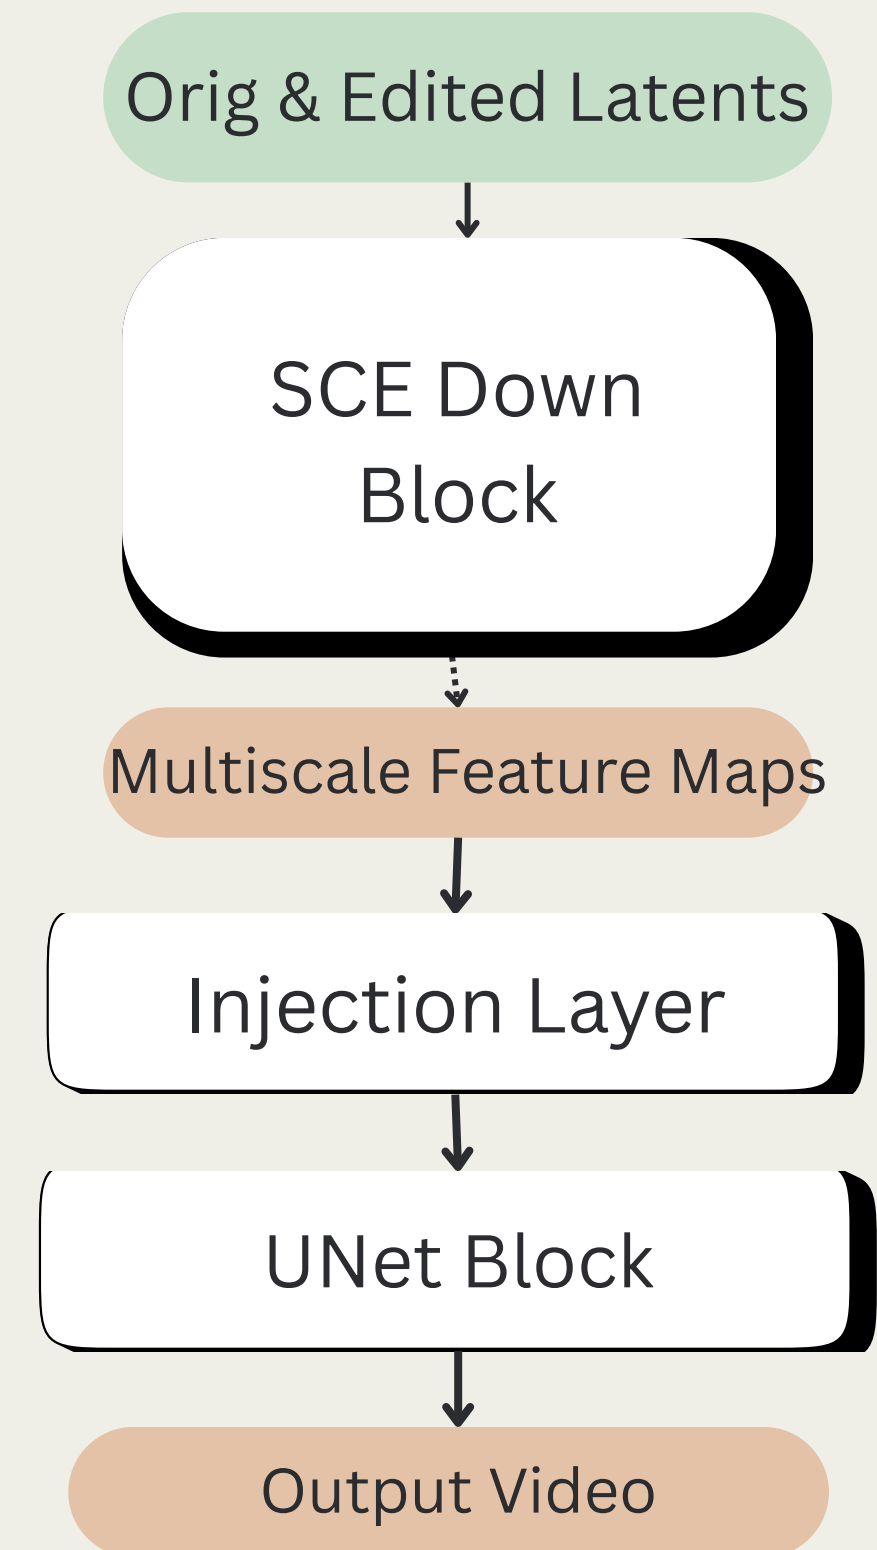 Orig & Edited Latents
SCE Down
Block
Multiscale Feature Maps
Injection Layer
UNet Block
Output Video